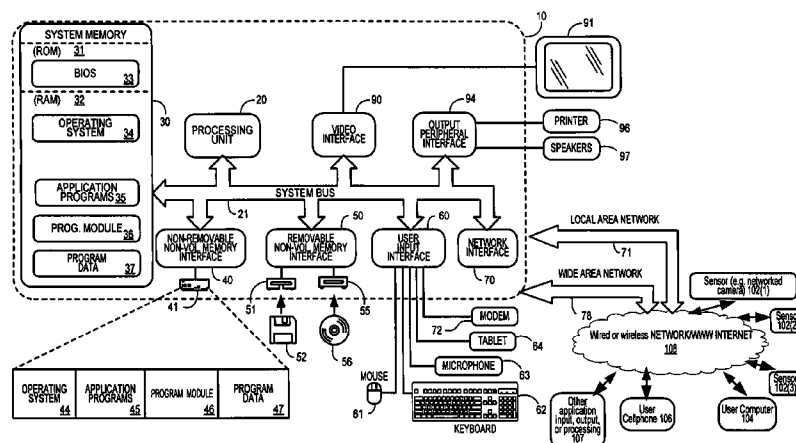 SYSTEM MEMORY
(ROM) 31
BIOS
33
(RAM) 32
OPERATING
SYSTEM
34
APPLICATION
PROGRAMS 35
PROG. MODULE
36
PROGRAM
DATA
37
30
10
20
PROCESSING
UNIT
90
VIDEO
INTERFACE
94
OUTPUT
PERIPHERAL
INTERFACE
91
PRINTER
96
SPEAKERS
97
SYSTEM BUS
21
NON-REMOVABLE
NON-VOL MEMORY
INTERFACE
40
50
REMOVABLE
NON-VOL MEMORY
INTERFACE
60
USER
INPUT
INTERFACE
NETWORK
INTERFACE
70
LOCAL AREA NETWORK
71
WIDE AREA NETWORK
78
41
51
52
55
56
MODEM
72
TABLET
64
MICROPHONE
63
MOUSE
61
KEYBOARD
62
OPERATING
SYSTEM 44
APPLICATION
PROGRAMS 45
PROGRAM MODULE
46
PROGRAM
DATA 47
Sensor (e.g. networked
camera) 102(1)
Sensor
102(2)
Sensor
102(3)
Wired or wireless NETWORK/WWW INTERNET
108
Other
application
input, output,
or processing
107
User
Cellphone 106
User Computer
104